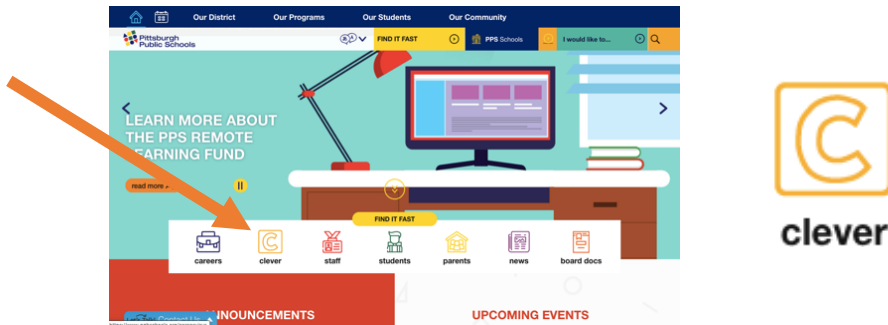 Our District Our Programs Our Students Our Community
Pittsburgh
Public Schools
FIND IT FAST
PPS Schools
I would like to...
LEARN MORE ABOUT
THE PPS REMOTE
LEARNING FUND
read more
FIND IT FAST
careers clever staff students parents news board docs
Contact Us
ANNOUNCEMENTS
UPCOMING EVENTS
C
clever